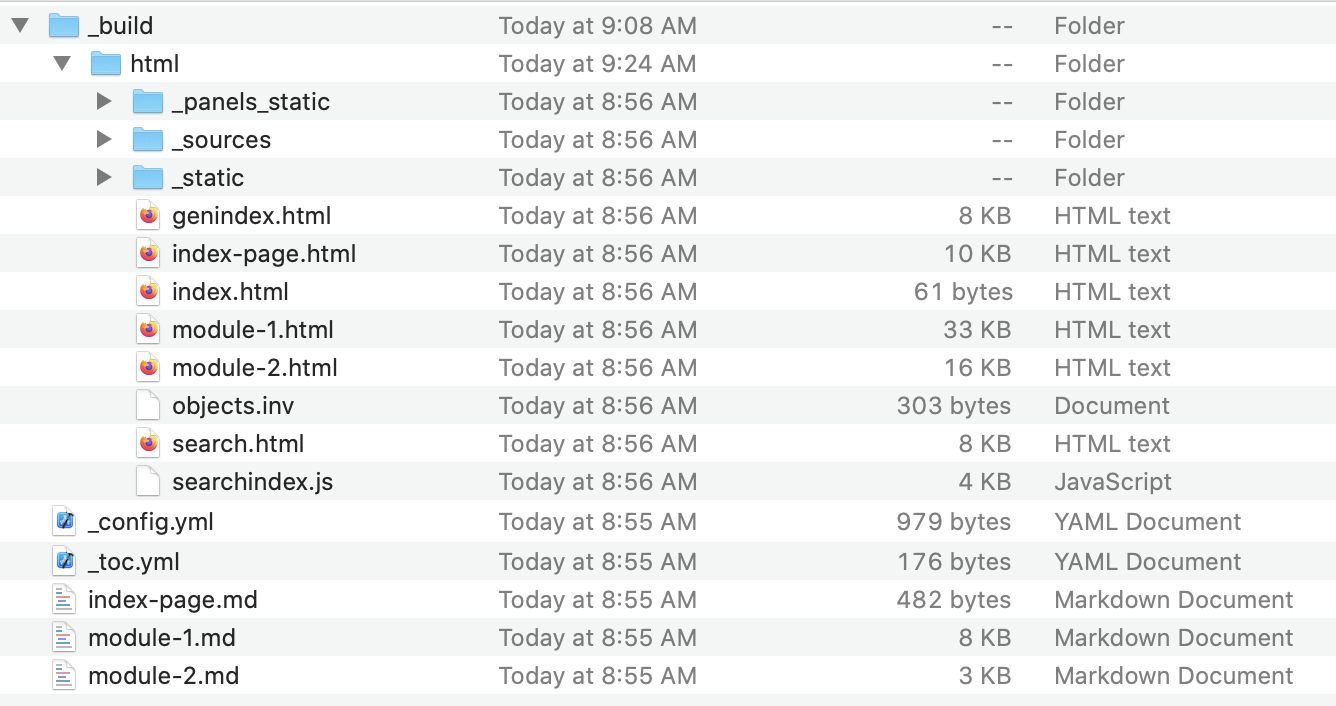 _build Today at 9:08 AM -- Folder
html Today at 9:24 AM -- Folder
_panels_static Today at 8:56 AM -- Folder
_sources Today at 8:56 AM -- Folder
_static Today at 8:56 AM -- Folder
genindex.html Today at 8:56 AM 8 KB HTML text
index-page.html Today at 8:56 AM 10 KB HTML text
index.html Today at 8:56 AM 61 bytes HTML text
module-1.html Today at 8:56 AM 33 KB HTML text
module-2.html Today at 8:56 AM 16 KB HTML text
objects.inv Today at 8:56 AM 303 bytes Document
search.html Today at 8:56 AM 8 KB HTML text
searchindex.js Today at 8:56 AM 4 KB JavaScript
_config.yml Today at 8:55 AM 979 bytes YAML Document
_toc.yml Today at 8:55 AM 176 bytes YAML Document
index-page.md Today at 8:55 AM 482 bytes Markdown Document
module-1.md Today at 8:55 AM 8 KB Markdown Document
module-2.md Today at 8:55 AM 3 KB Markdown Document